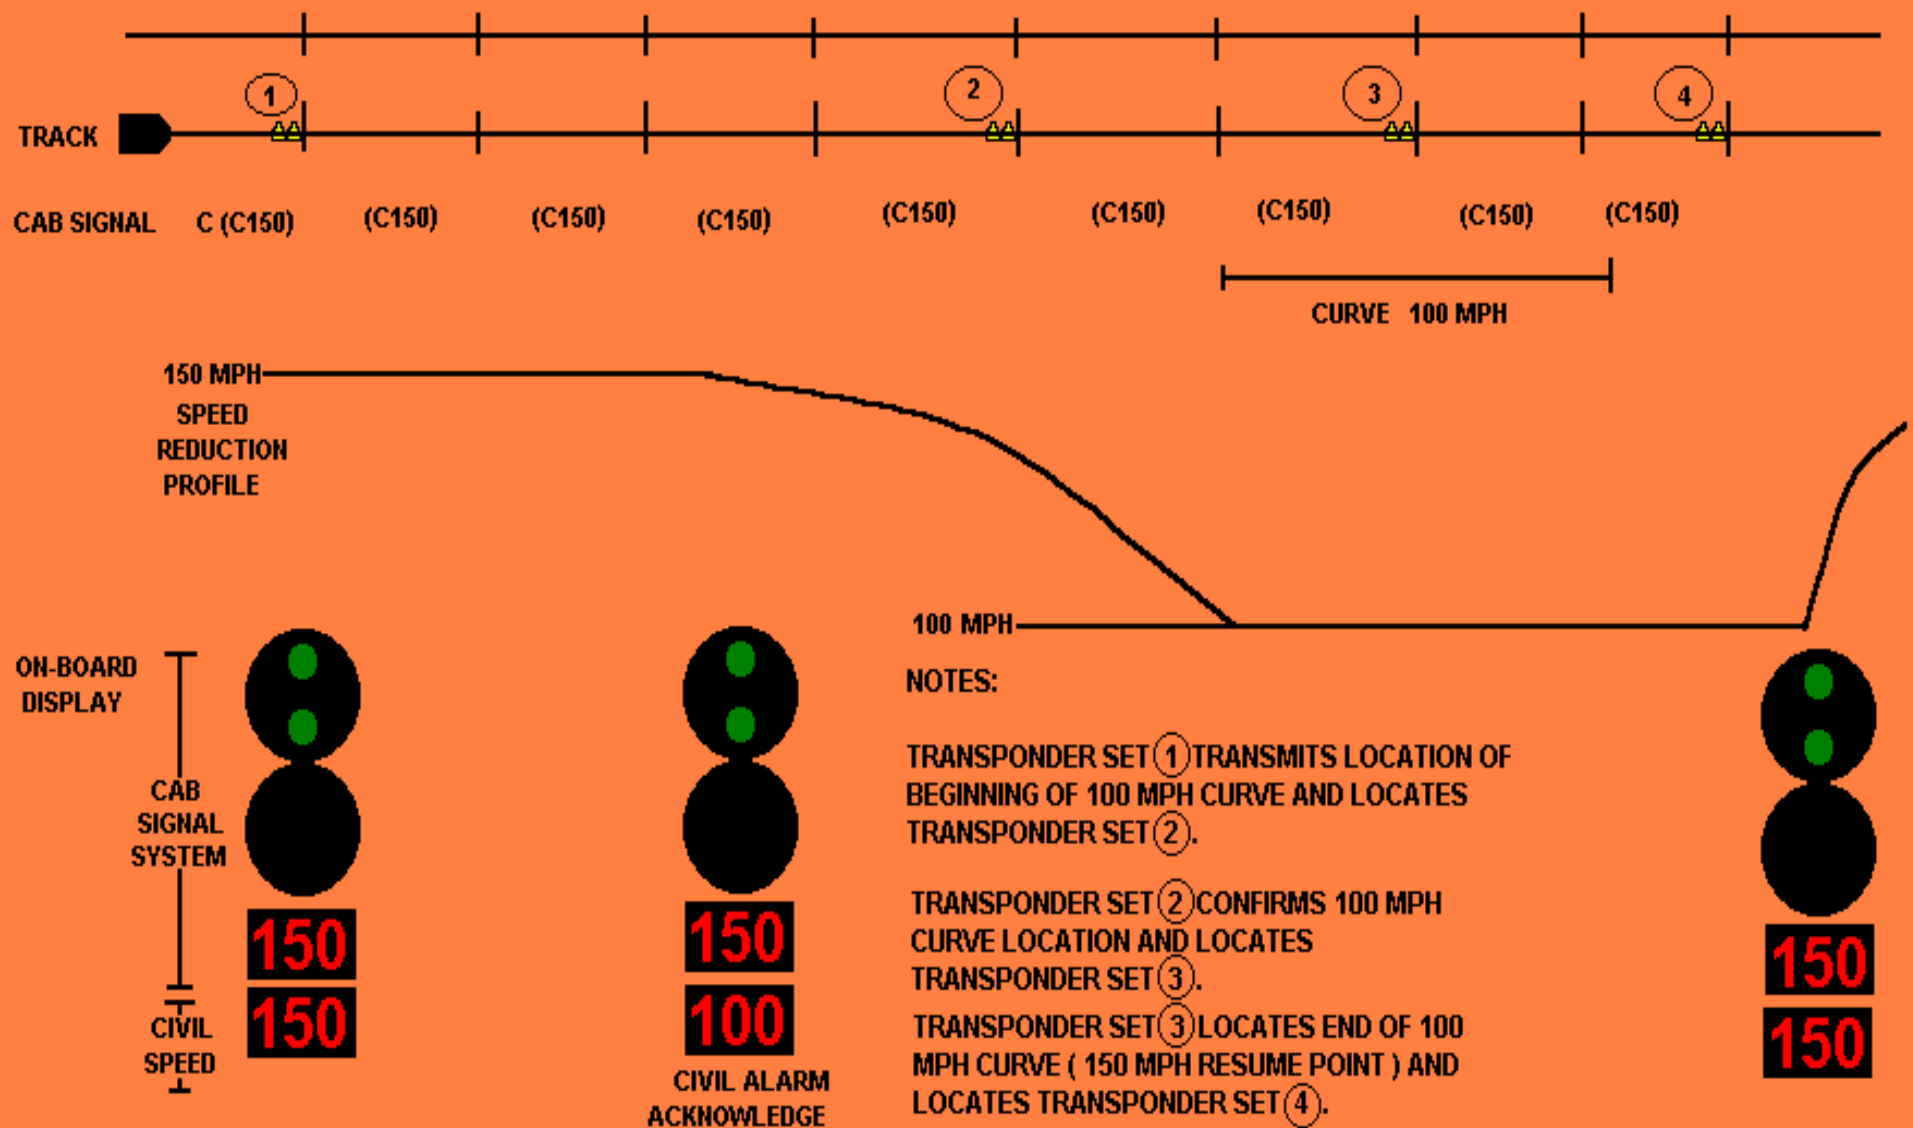 1
2
3
4
TRACK
CAB SIGNAL C (C150) (C150) (C150) (C150) (C150) (C150) (C150) (C150) (C150)
CURVE 100 MPH
150 MPH
SPEED
REDUCTION
PROFILE
100 MPH
ON-BOARD
DISPLAY
CAB
SIGNAL
SYSTEM
CIVIL
SPEED
150
150
150
100
CIVIL ALARM
ACKNOWLEDGE
NOTES:
TRANSPONDER SET 1 TRANSMITS LOCATION OF
BEGINNING OF 100 MPH CURVE AND LOCATES
TRANSPONDER SET 2.
TRANSPONDER SET 2 CONFIRMS 100 MPH
CURVE LOCATION AND LOCATES
TRANSPONDER SET 3.
TRANSPONDER SET 3 LOCATES END OF 100
MPH CURVE ( 150 MPH RESUME POINT ) AND
LOCATES TRANSPONDER SET 4.
150
150